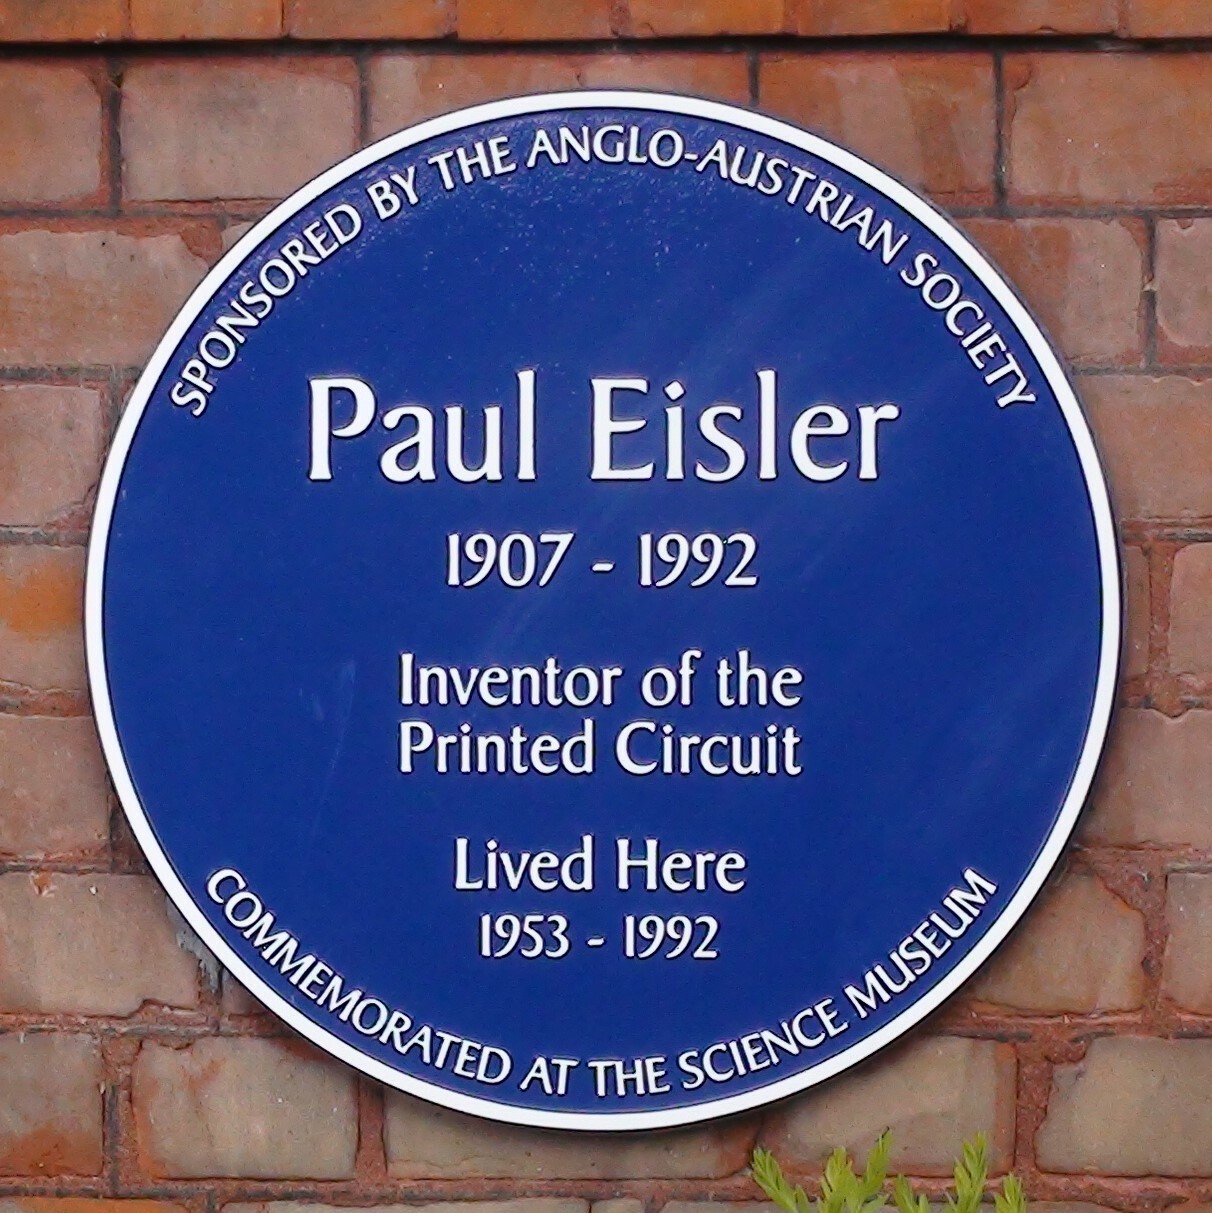 SPONSORED BY THE ANGLO-AUSTRIAN SOCIETY
Paul Eisler
1907 - 1992
Inventor of the
Printed Circuit
Lived Here
1953 - 1992
COMMEMORATED AT THE SCIENCE MUSEUM